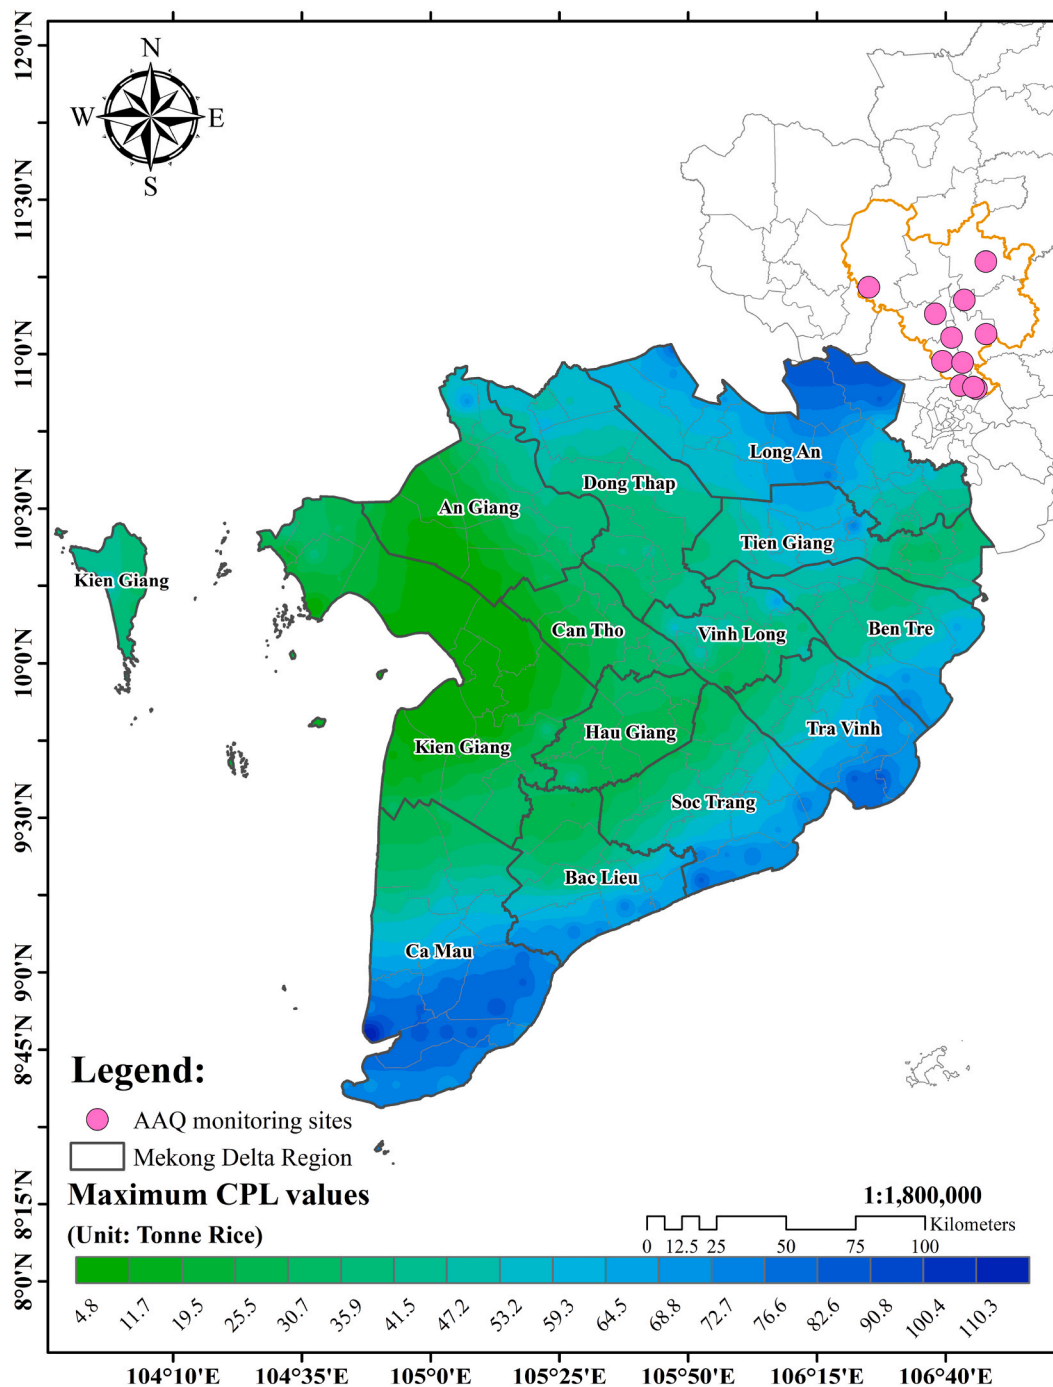 N
W E
S
12°0'N
11°30'N
11°0'N
10°30'N
10°0'N
9°30'N
9°0'N
8°45'N
8°15'N
8°0'N
Long An
Dong Thap
An Giang
Tien Giang
Kien Giang
Can Tho
Vinh Long
Ben Tre
Tra Vinh
Hau Giang
Kien Giang
Soc Trang
Bac Lieu
Ca Mau
Legend:
AAQ monitoring sites
Mekong Delta Region
Maximum CPL values
(Unit: Tonne Rice)
1:1,800,000
Kilometers
0 12.5 25 50 75 100
4.8 11.7 19.5 25.5 30.7 35.9 41.5 47.2 53.2 59.3 64.5 68.8 72.7 76.6 82.6 90.8 100.4 110.3
104°10'E 104°35'E 105°0'E 105°25'E 105°50'E 106°15'E 106°40'E